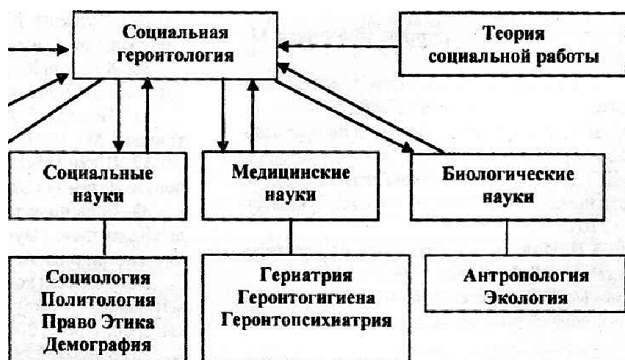 Социальная
геронтология
Теория
социальной работы
Социальные
науки
Медицинские
науки
Биологические
науки
Социология
Политология
Право Этика
Демография
Гериатрия
Геронтогигиена
Геронтопсихиатрия
Антропология
Экология